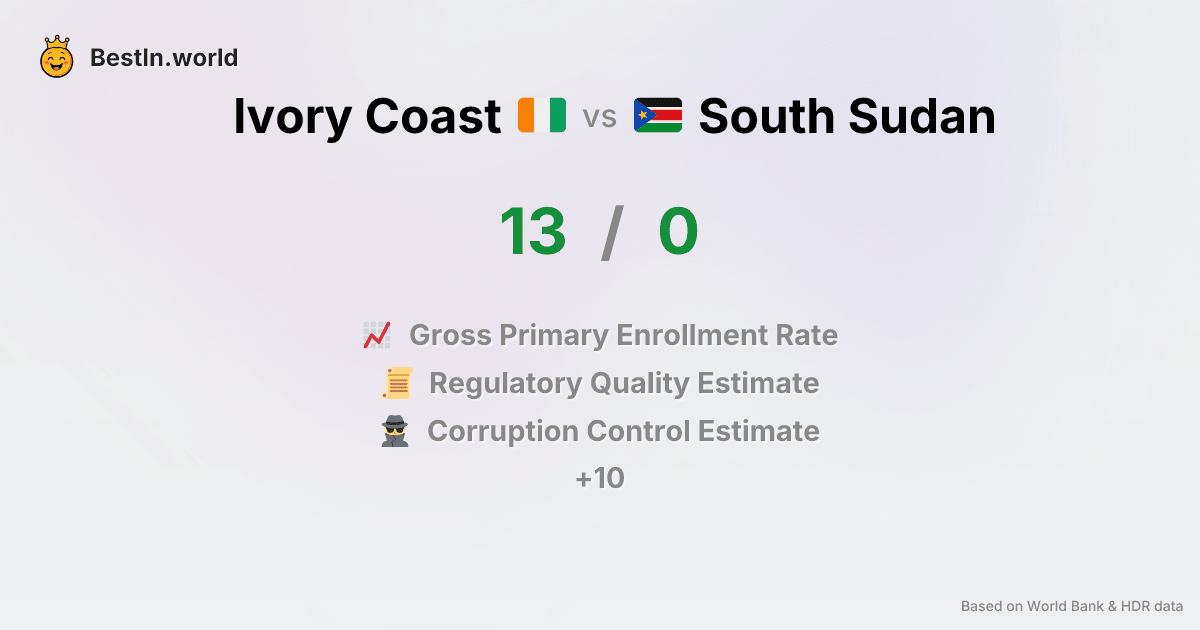 BestIn.world
Ivory Coast vs South Sudan
13 / 0
Gross Primary Enrollment Rate
Regulatory Quality Estimate
Corruption Control Estimate
+10
Based on World Bank & HDR data